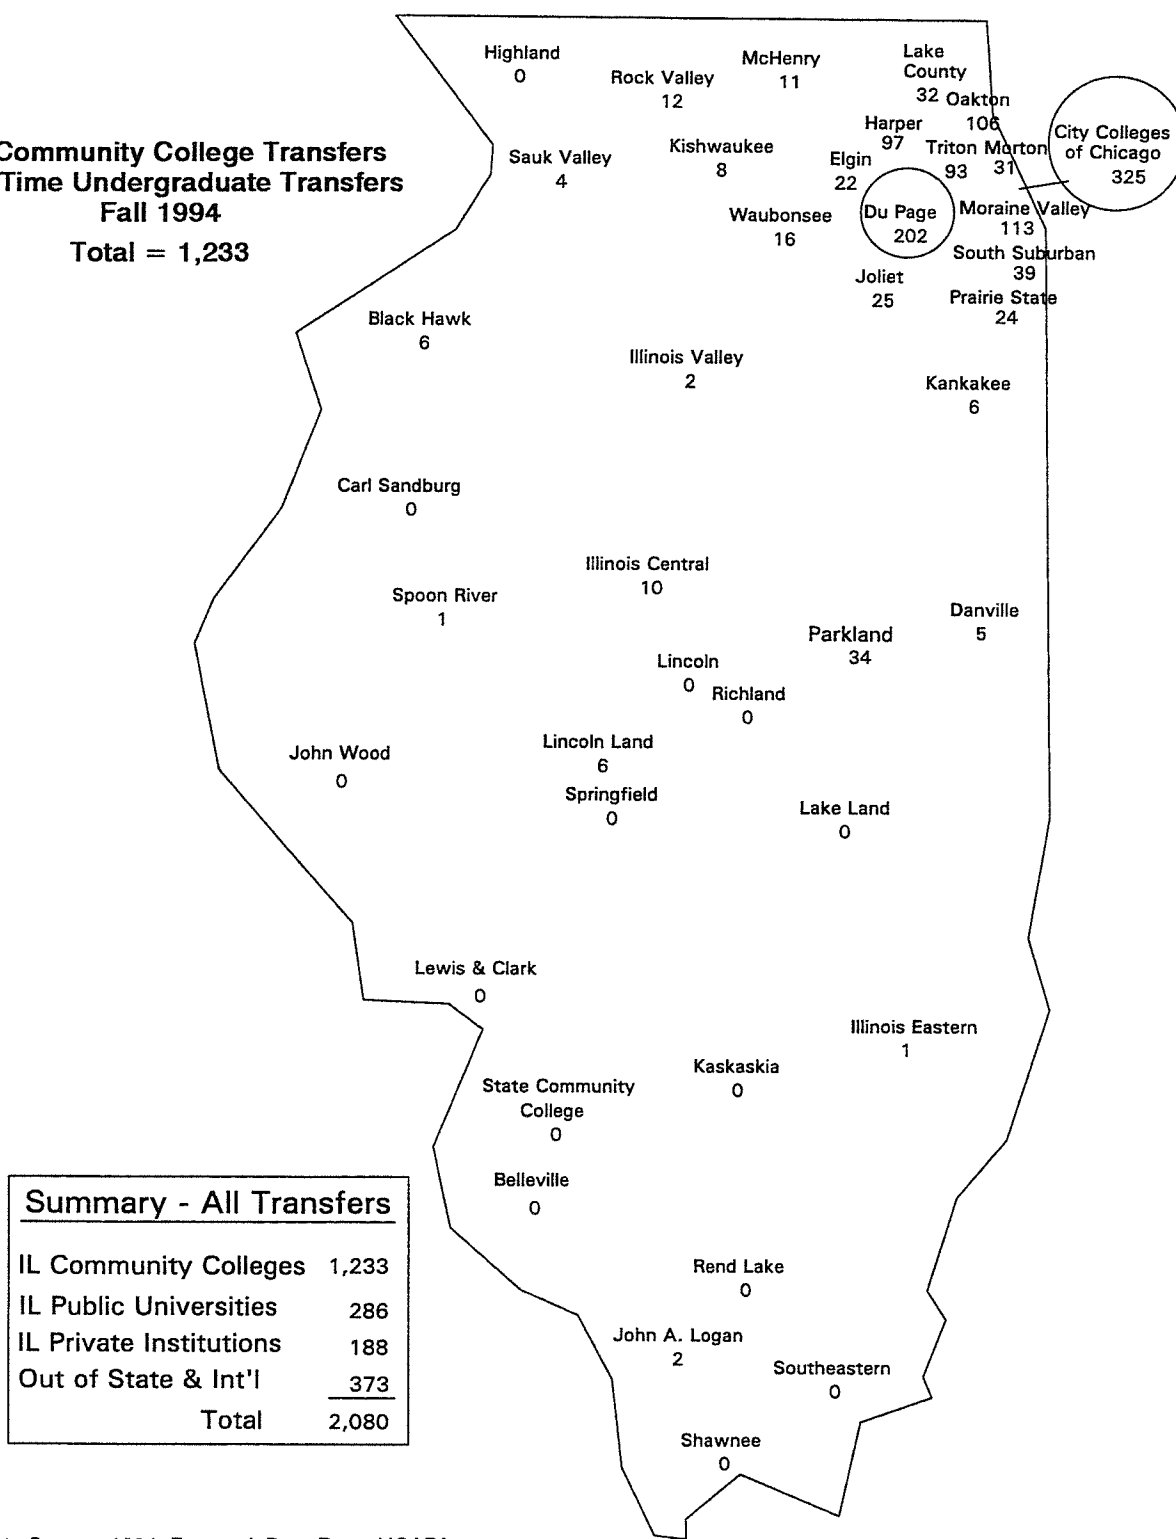 Community College Transfers
Time Undergraduate Transfers
Fall 1994
Total = 1,233
Highland
0
Rock Valley
12
McHenry
11
Lake
County
32
Oakton
106
Harper
97
City Colleges
of Chicago
325
Sauk Valley
4
Kishwaukee
8
Elgin
22
Triton
93
Morton
31
Waubonsee
16
Du Page
202
Moraine Valley
113
South Suburban
39
Joliet
25
Prairie State
24
Black Hawk
6
Illinois Valley
2
Kankakee
6
Carl Sandburg
0
Illinois Central
10
Spoon River
1
Danville
5
Parkland
34
Lincoln
0
Richland
0
John Wood
0
Lincoln Land
6
Springfield
0
Lake Land
0
Lewis & Clark
0
Illinois Eastern
1
Kaskaskia
0
State Community
College
0
Belleville
0
Rend Lake
0
John A. Logan
2
Southeastern
0
Shawnee
0
Summary - All Transfers
IL Community Colleges 1,233
IL Public Universities 286
IL Private Institutions 188
Out of State & Int'l 373
Total 2,080